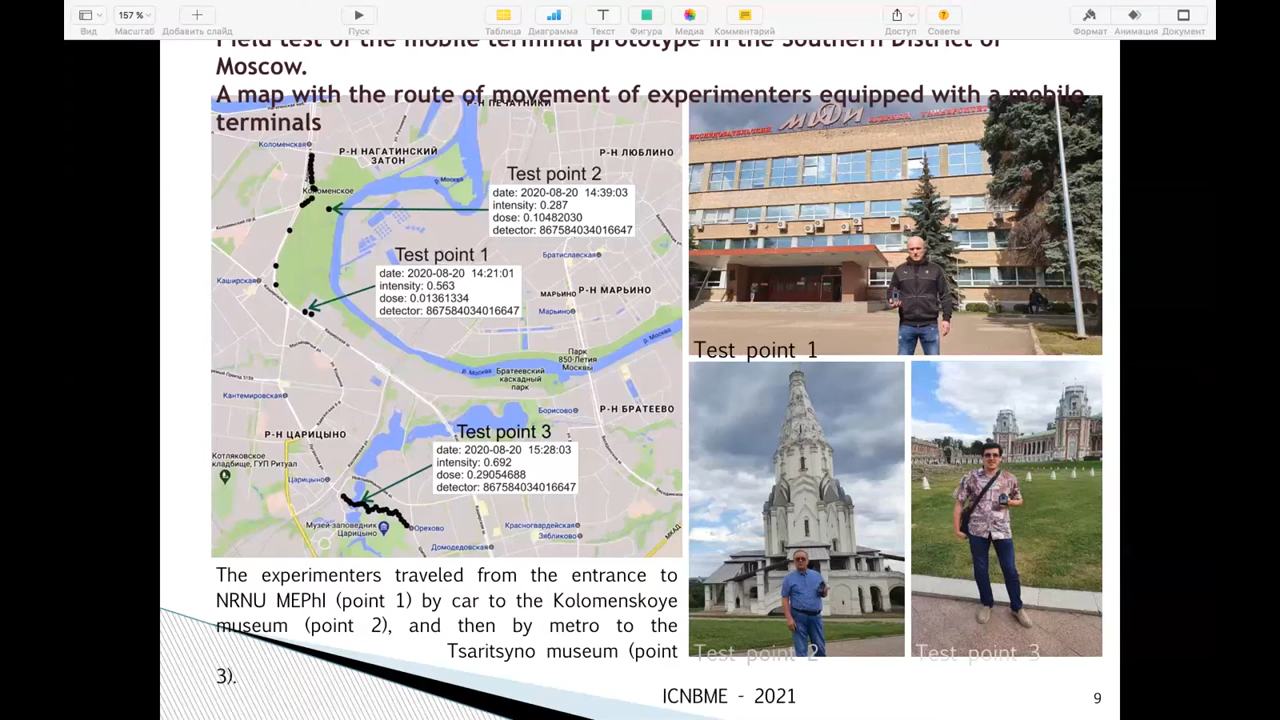 Вид
157 %
Масштаб
Добавить слайд
Пуск
Таблица
Диаграмма
Текст
Фигура
Медиа
Комментарий
Доступ
Советы
Формат
Анимация
Документ
Field test of the mobile terminal prototype in the Southern District of
Moscow.
A map with the route of movement of experimenters equipped with a mobile
terminals
Р-Н ПЕЧАТНИКИ
Коломенская
Р-Н НАГАТИНСКИЙ
ЗАТОН
Р-Н ЛЮБЛИНО
Test point 2
р. Москва
date: 2020-08-20 14:39:03
intensity: 0.287
dose: 0.10482030
detector: 867584034016647
Коломенское
Test point 1
date: 2020-08-20 14:21:01
intensity: 0.563
dose: 0.01361334
detector: 867584034016647
Братиславская
Каширская
МАРЬИНО
Р-Н МАРЬИНО
Марьино
р. Москва
Парк
850-Летия
Москвы
р. Москва
Братеевский
каскадный
парк
Кантемировская
Борисово
Р-Н БРАТЕЕВО
Р-Н ЦАРИЦЫНО
Test point 3
date: 2020-08-20 15:28:03
intensity: 0.692
dose: 0.29054688
detector: 867584034016647
Котляковское
кладбище, ГУП Ритуал
Царицыно
Музей-заповедник
Царицыно
Орехово
Красногвардейская
Зябликово
Домодедовская
МКАД
МИФИ
Test point 1
Test point 2
Test point 3
The experimenters traveled from the entrance to
NRNU MEPhI (point 1) by car to the Kolomenskoye
museum (point 2), and then by metro to the
Tsaritsyno museum (point
3).
ICNBME - 2021
9